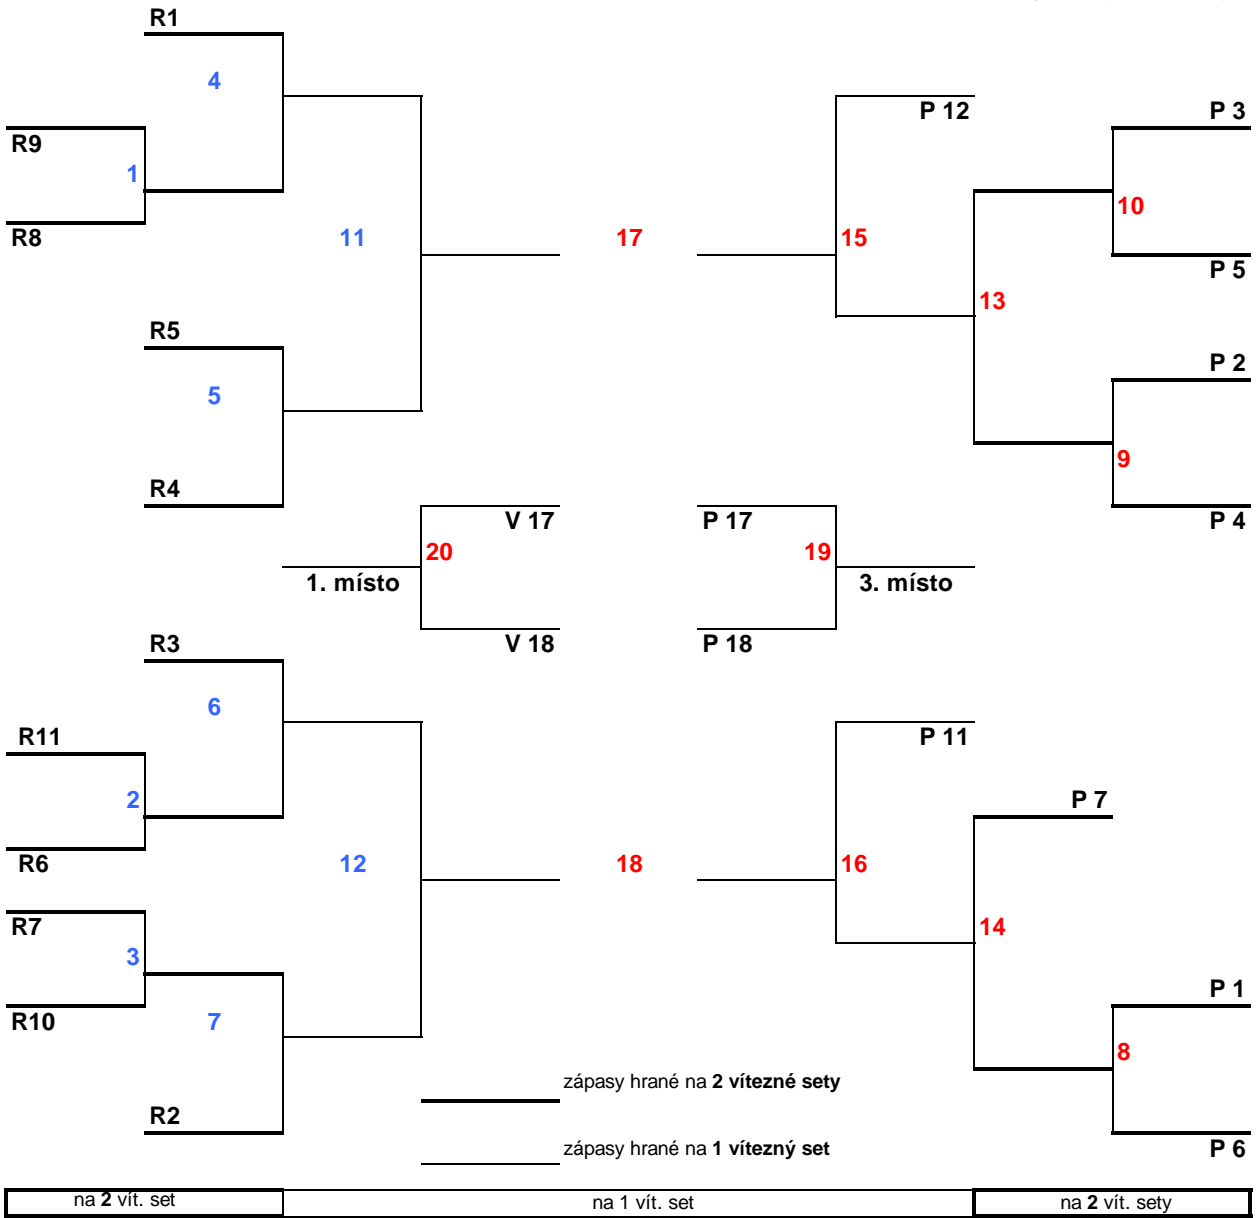 R1
4
P 12
P 3
R9
1
10
R8
11
17
15
P 5
13
R5
P 2
5
9
R4
V 17
P 17
P 4
20
19
1. místo
3. místo
R3
V 18
P 18
6
R11
P 11
2
P 7
R6
12
18
16
R7
14
3
P 1
R10
7
8
zápasy hrané na 2 vítezné sety
R2
zápasy hrané na 1 vítezný set
P 6
na 2 vít. set
na 1 vít. set
na 2 vít. sety